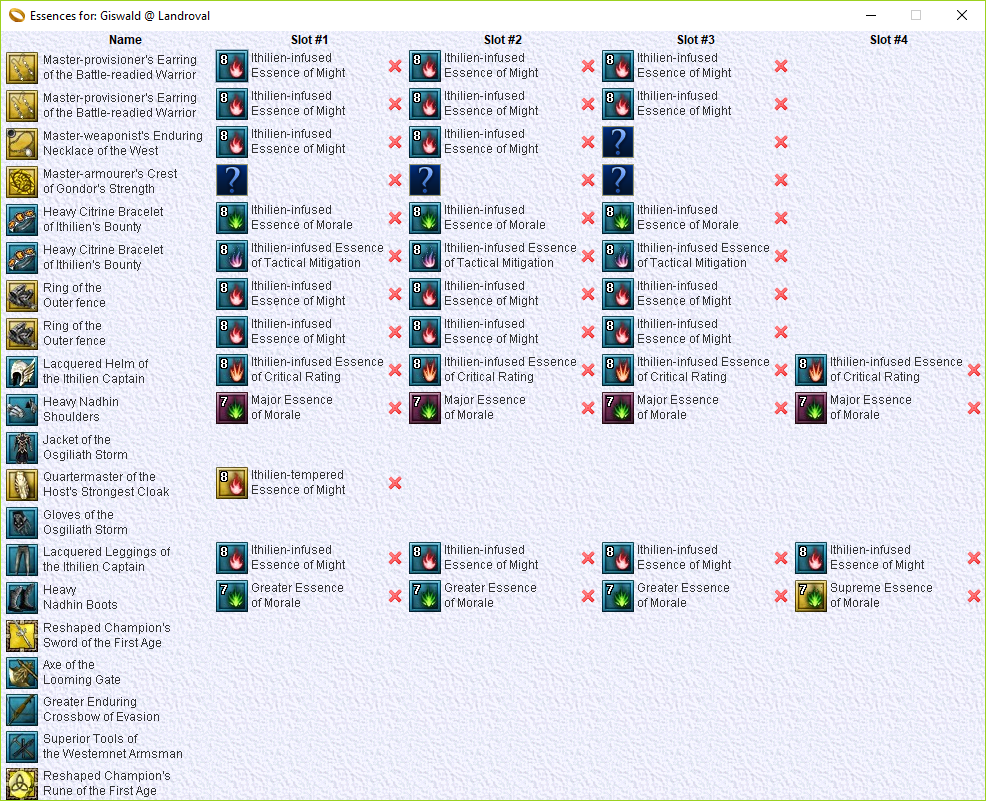 Essences for: Giswald @ Landroval
Name Slot #1 Slot #2 Slot #3 Slot #4
Master-provisioner's Earring 8 Ithilien-infused 8 Ithilien-infused 8 Ithilien-infused
of the Battle-readied Warrior Essence of Might Essence of Might Essence of Might
Master-provisioner's Earring 8 Ithilien-infused 8 Ithilien-infused 8 Ithilien-infused
of the Battle-readied Warrior Essence of Might Essence of Might Essence of Might
Master-weaponist's Enduring 8 Ithilien-infused 8 Ithilien-infused ?
Necklace of the West Essence of Might Essence of Might
Master-armourer's Crest ? ? ?
of Gondor's Strength
Heavy Citrine Bracelet 8 Ithilien-infused 8 Ithilien-infused 8 Ithilien-infused
of Ithilien's Bounty Essence of Morale Essence of Morale Essence of Morale
Heavy Citrine Bracelet 8 Ithilien-infused Essence 8 Ithilien-infused Essence 8 Ithilien-infused Essence
of Ithilien's Bounty of Tactical Mitigation of Tactical Mitigation of Tactical Mitigation
Ring of the 8 Ithilien-infused 8 Ithilien-infused 8 Ithilien-infused
Outer fence Essence of Might Essence of Might Essence of Might
Ring of the 8 Ithilien-infused 8 Ithilien-infused 8 Ithilien-infused
Outer fence Essence of Might Essence of Might Essence of Might
Lacquered Helm of 8 Ithilien-infused Essence 8 Ithilien-infused Essence 8 Ithilien-infused Essence 8 Ithilien-infused Essence
the Ithilien Captain of Critical Rating of Critical Rating of Critical Rating of Critical Rating
Heavy Nadhin 7 Major Essence 7 Major Essence 7 Major Essence 7 Major Essence
Shoulders of Morale of Morale of Morale of Morale
Jacket of the
Osgiliath Storm
Quartermaster of the 8 Ithilien-tempered
Host's Strongest Cloak Essence of Might
Gloves of the
Osgiliath Storm
Lacquered Leggings of 8 Ithilien-infused 8 Ithilien-infused 8 Ithilien-infused 8 Ithilien-infused
the Ithilien Captain Essence of Might Essence of Might Essence of Might Essence of Might
Heavy 7 Greater Essence 7 Greater Essence 7 Greater Essence 7 Supreme Essence
Nadhin Boots of Morale of Morale of Morale of Morale
Reshaped Champion's
Sword of the First Age
Axe of the
Looming Gate
Greater Enduring
Crossbow of Evasion
Superior Tools of
the Westemnet Armsman
Reshaped Champion's
Rune of the First Age